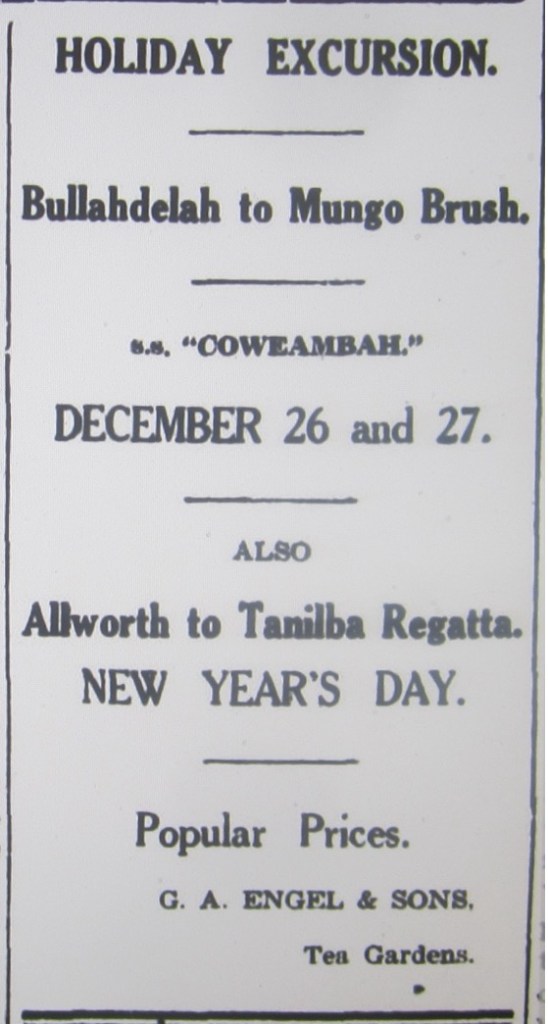 HOLIDAY EXCURSION.
Bullahdelah to Mungo Brush.
s.s. "COWEAMBAH."
DECEMBER 26 and 27.
ALSO
Allworth to Tanilba Regatta.
NEW YEAR'S DAY.
Popular Prices.
G. A. ENGEL & SONS,
Tea Gardens.